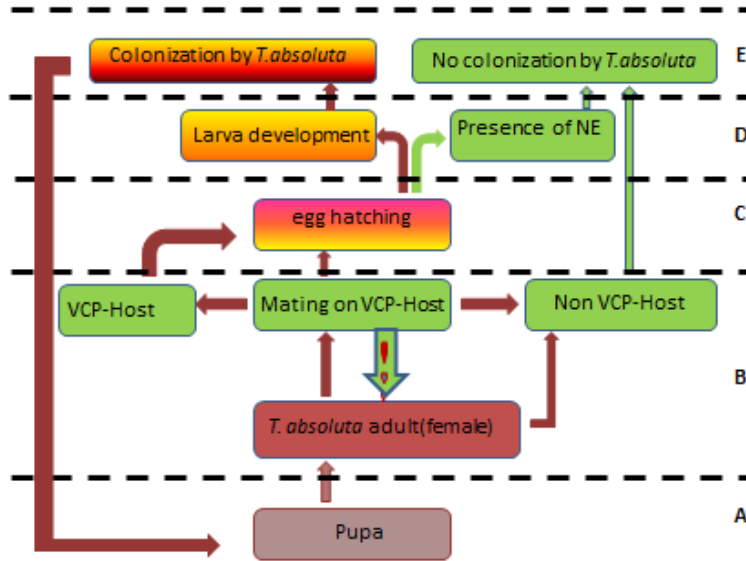 Colonization by T.absoluta
No colonization by T.absoluta
E
Larva development
Presence of NE
D
egg hatching
C
VCP-Host
Mating on VCP-Host
Non VCP-Host
!
B
T. absoluta adult(female)
Pupa
A